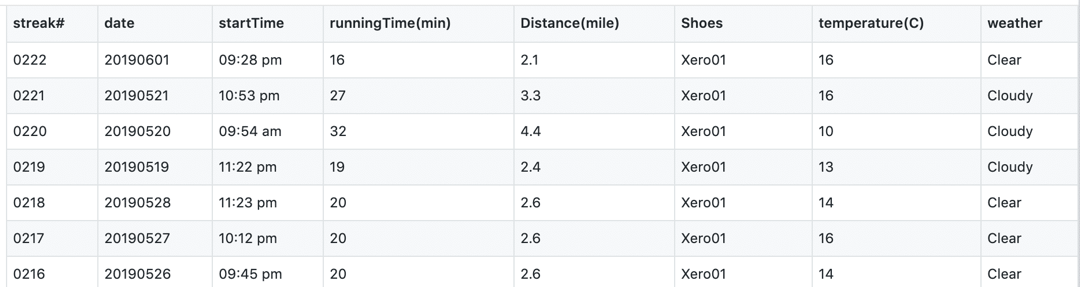 streak# date startTime runningTime(min) Distance(mile) Shoes temperature(C) weather
0222 20190601 09:28 pm 16 2.1 Xero01 16 Clear
0221 20190521 10:53 pm 27 3.3 Xero01 16 Cloudy
0220 20190520 09:54 am 32 4.4 Xero01 10 Cloudy
0219 20190519 11:22 pm 19 2.4 Xero01 13 Cloudy
0218 20190528 11:23 pm 20 2.6 Xero01 14 Clear
0217 20190527 10:12 pm 20 2.6 Xero01 16 Clear
0216 20190526 09:45 pm 20 2.6 Xero01 14 Clear